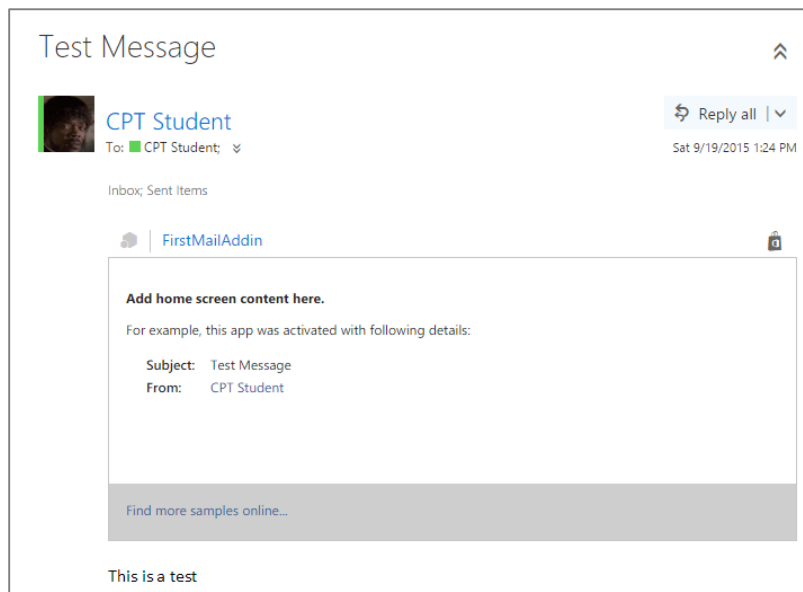 Test Message
CPT Student
Reply all
To: CPT Student;
Sat 9/19/2015 1:24 PM
Inbox; Sent Items
FirstMailAddin
Add home screen content here.
For example, this app was activated with following details:
Subject: Test Message
From: CPT Student
Find more samples online...
This is a test